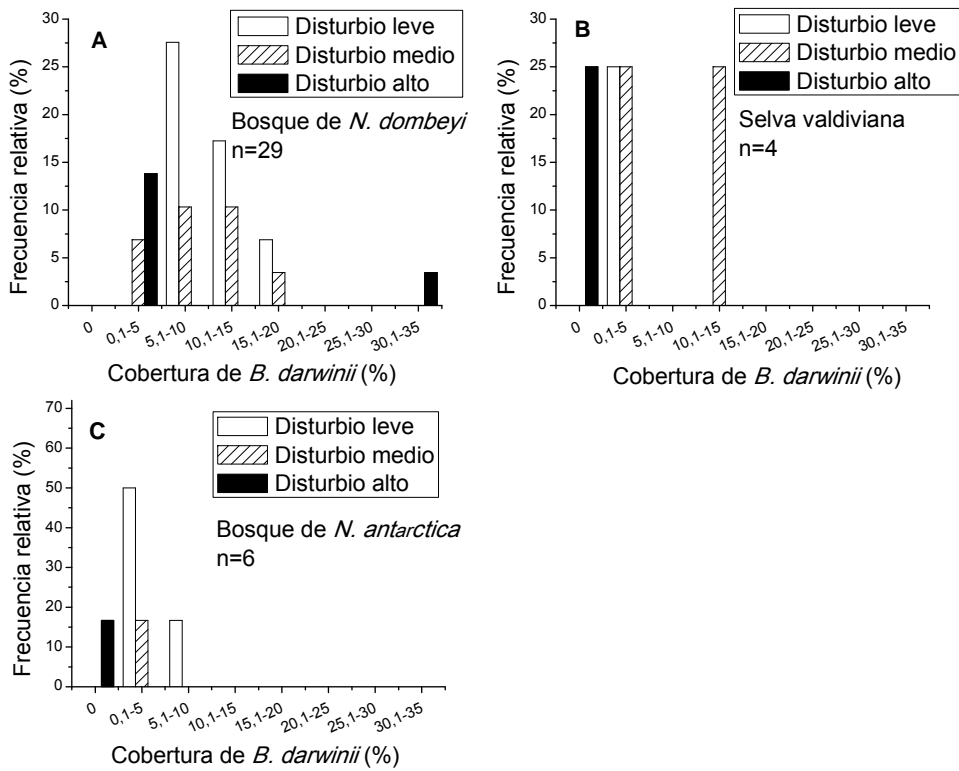 A
Disturbio leve
Disturbio medio
Disturbio alto
Bosque de N. dombeyi
n=29
Frecuencia relativa (%)
30
25
20
15
10
5
0
0
0,1-5
5,1-10
10,1-15
15,1-20
20,1-25
25,1-30
30,1-35
Cobertura de B. darwinii (%)
B
Disturbio leve
Disturbio medio
Disturbio alto
Selva valdiviana
n=4
Frecuencia relativa (%)
30
25
20
15
10
5
0
0
0,1-5
5,1-10
10,1-15
15,1-20
20,1-25
25,1-30
30,1-35
Cobertura de B. darwinii (%)
C
Disturbio leve
Disturbio medio
Disturbio alto
Bosque de N. antarctica
n=6
Frecuencia relativa (%)
70
60
50
40
30
20
10
0
0
0,1-5
5,1-10
10,1-15
15,1-20
20,1-25
25,1-30
30,1-35
Cobertura de B. darwinii (%)